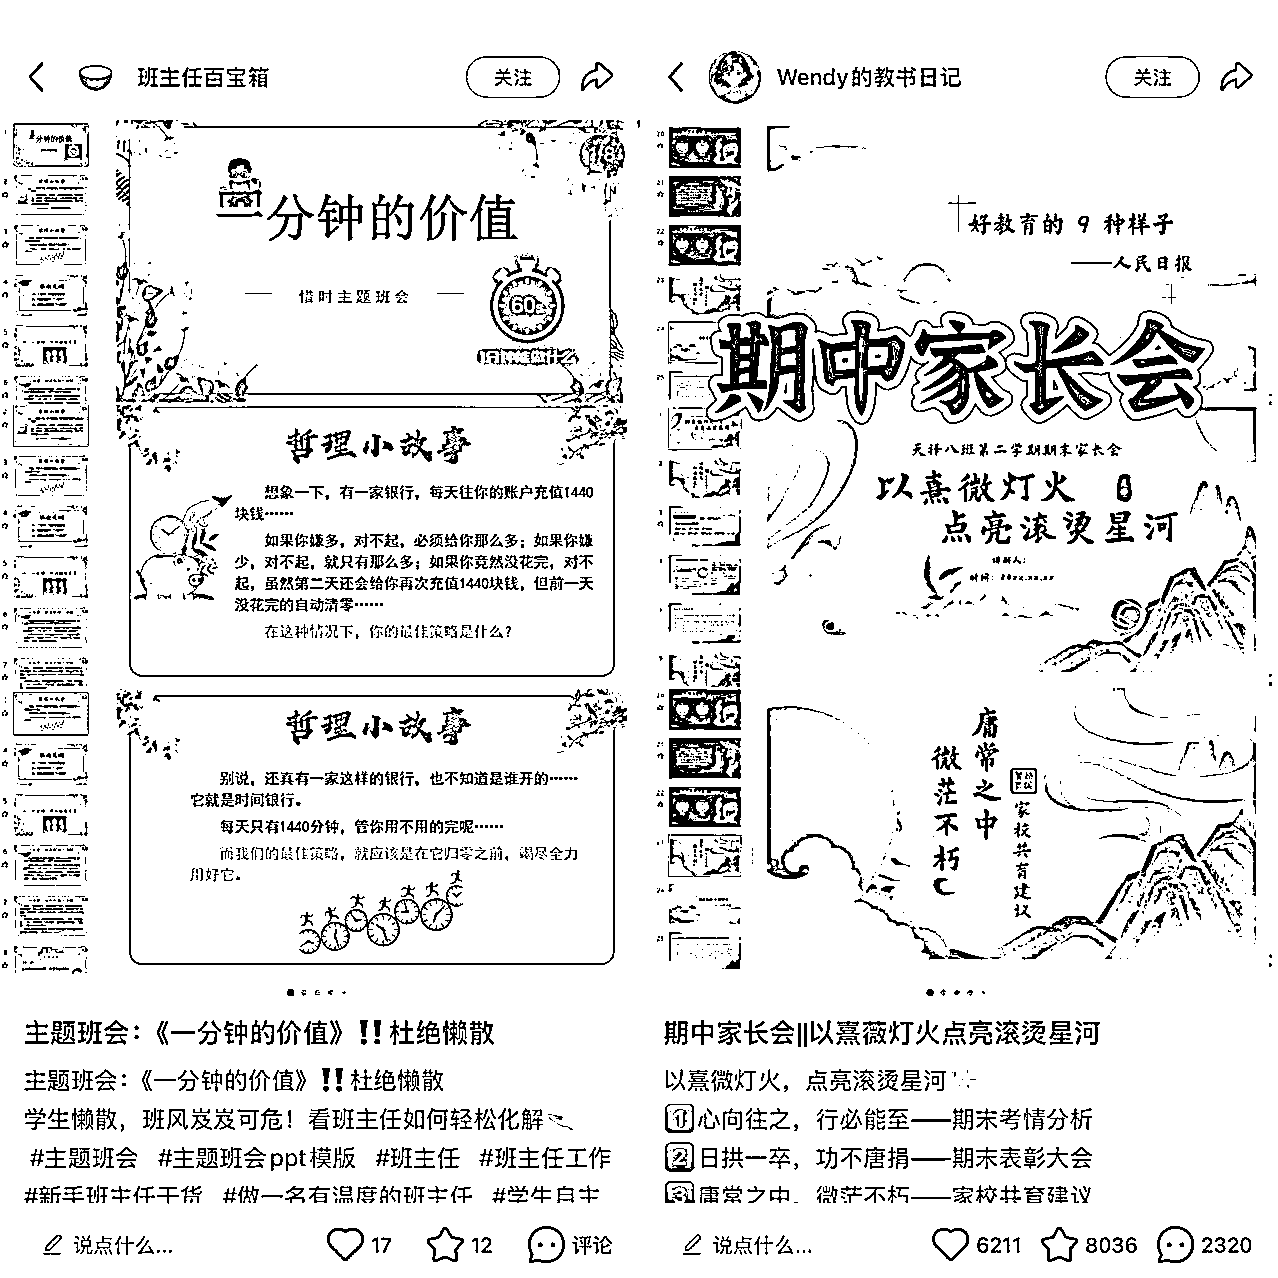 班主任百宝箱
关注
一分钟的价值
惜时主题班会
60s
哲理小故事
想象一下，有一家银行，每天往你的账户充值1440
块钱……
如果你嫌多，对不起，必须给你那么多；如果你嫌
少，对不起，就只有那么多；如果你竟然没花完，对不
起，虽然第二天还会给你再次充值1440块钱，但前一天
没花完的自动清零……
在这种情况下，你的最佳策略是什么？
哲理小故事
别说，还真有一家这样的银行，也不知道是谁开的……
它就是时间银行。
每天只有1440分钟，管你用不用的完呢……
而我们的最佳策略，就应该是在它归零之前，竭尽全力
用好它。
主题班会：《一分钟的价值》‼️杜绝懒散
主题班会：《一分钟的价值》‼️杜绝懒散
学生懒散，班风岌岌可危！看班主任如何轻松化解
#主题班会 #主题班会ppt模版 #班主任 #班主任工作
#新手班主任干货 #做一名有温度的班主任 #学生自主
说点什么...
17
12
评论
Wendy的教书日记
关注
好教育的 9 种样子
——人民日报
期中家长会
天择八班第二学期期末家长会
以熹微灯火
点亮滚烫星河
讲解人：
时间：20xx.xx.xx
庸常之中
微茫不朽
家校共育建议
期中家长会||以熹薇灯火点亮滚烫星河
以熹微灯火，点亮滚烫星河
1 心向往之，行必能至——期末考情分析
2 日拱一卒，功不唐捐——期末表彰大会
3 庸常之中，微茫不朽——家校共育建议
说点什么...
6211
8036
2320